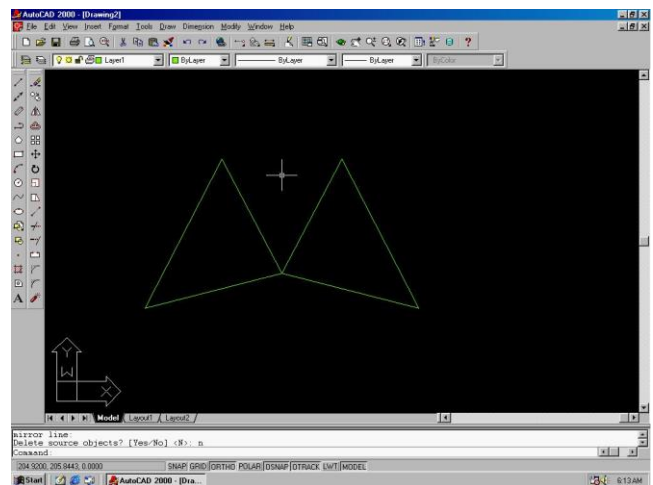 AutoCAD 2000 - [Drawing2]
File Edit View Insert Format Tools Draw Dimension Modify Window Help
Layer1 ByLayer ByLayer ByLayer ByColor
A
Y
W
X
Model Layout1 Layout2
mirror line:
Delete source objects? [Yes/No] <N>: n
Command:
204.9200, 205.8443, 0.0000 SNAP GRID ORTHO POLAR OSNAP OTRACK LWT MODEL
Start AutoCAD 2000 - [Dra... 6:13 AM